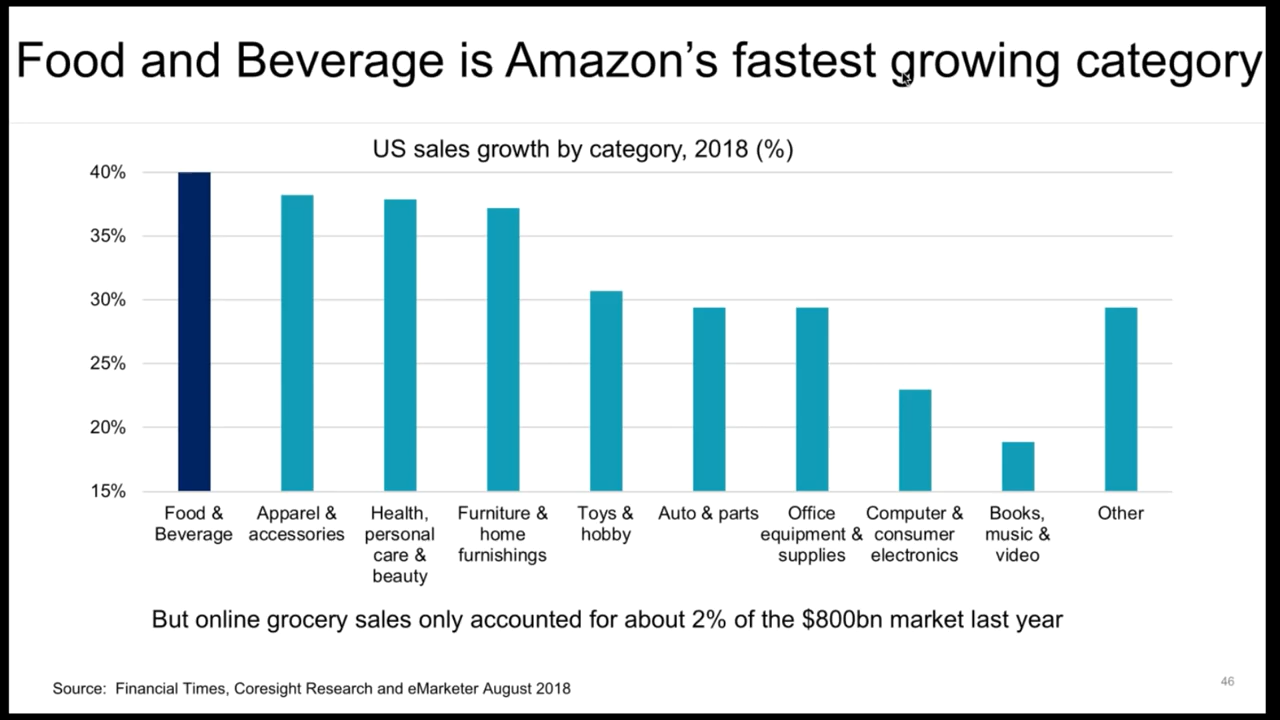 Food and Beverage is Amazon’s fastest growing category
US sales growth by category, 2018 (%)
40%
35%
30%
25%
20%
15%
Food &
Beverage
Apparel &
accessories
Health,
personal
care &
beauty
Furniture &
home
furnishings
Toys &
hobby
Auto & parts
Office
equipment &
supplies
Computer &
consumer
electronics
Books,
music &
video
Other
But online grocery sales only accounted for about 2% of the $800bn market last year
Source:  Financial Times, Coresight Research and eMarketer August 2018
46